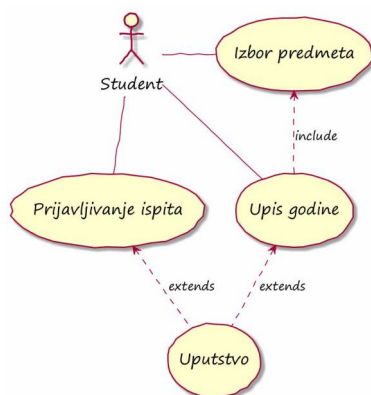 Izbor predmeta
Student
include
Prijavljivanje ispita
Upis godine
extends
extends
Uputstvo